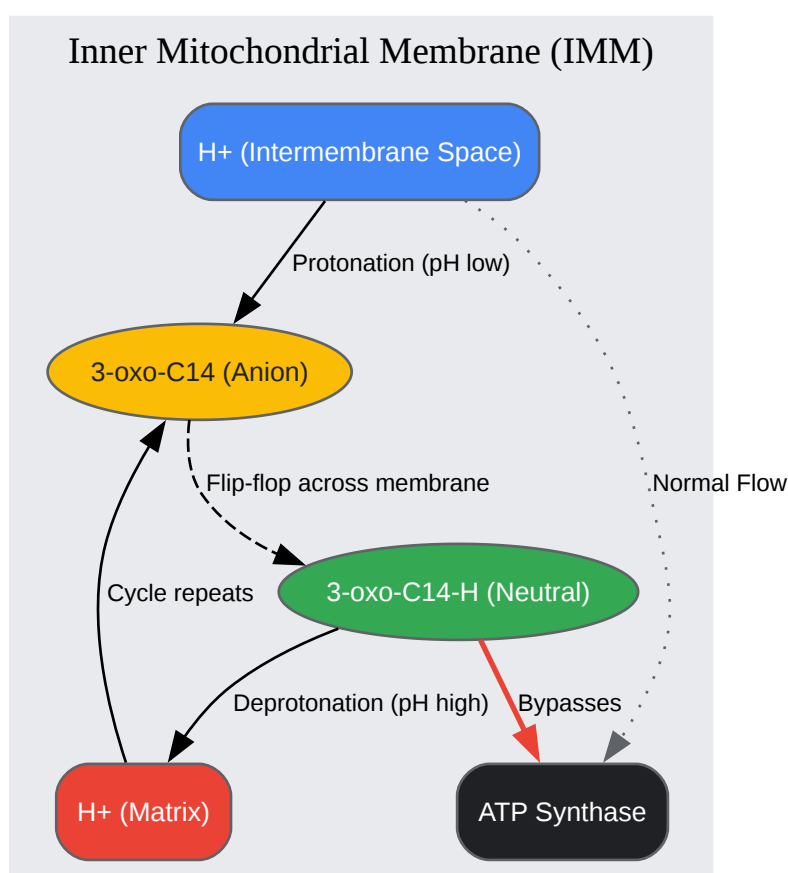 Inner Mitochondrial Membrane (IMM)
H+ (Intermembrane Space)
Protonation (pH low)
3-oxo-C14 (Anion)
Flip-flop across membrane
Normal Flow
3-oxo-C14-H (Neutral)
Cycle repeats
Deprotonation (pH high)
Bypasses
H+ (Matrix)
ATP Synthase